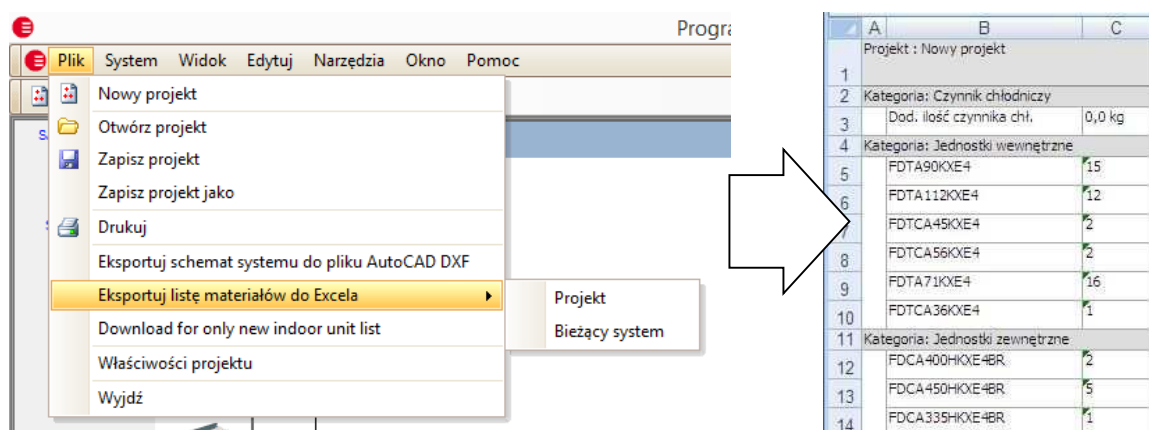 Progra
Plik System Widok Edytuj Narzędzia Okno Pomoc
Nowy projekt
Otwórz projekt
Zapisz projekt
Zapisz projekt jako
Drukuj
Eksportuj schemat systemu do pliku AutoCAD DXF
Eksportuj listę materiałów do Excela
Download for only new indoor unit list
Właściwości projektu
Wyjdź
Projekt
Bieżący system
A B C
1 Projekt : Nowy projekt
2 Kategoria: Czynnik chłodniczy
3 Dod. ilość czynnika chł. 0,0 kg
4 Kategoria: Jednostki wewnętrzne
5 FDTA90KXE4 15
6 FDTA112KXE4 12
7 FDTCA45KXE4 2
8 FDTCA56KXE4 2
9 FDTA71KXE4 16
10 FDTCA36KXE4 1
11 Kategoria: Jednostki zewnętrzne
12 FDCA400HKXE4BR 2
13 FDCA450HKXE4BR 5
14 FDCA335HKXE4BR 1